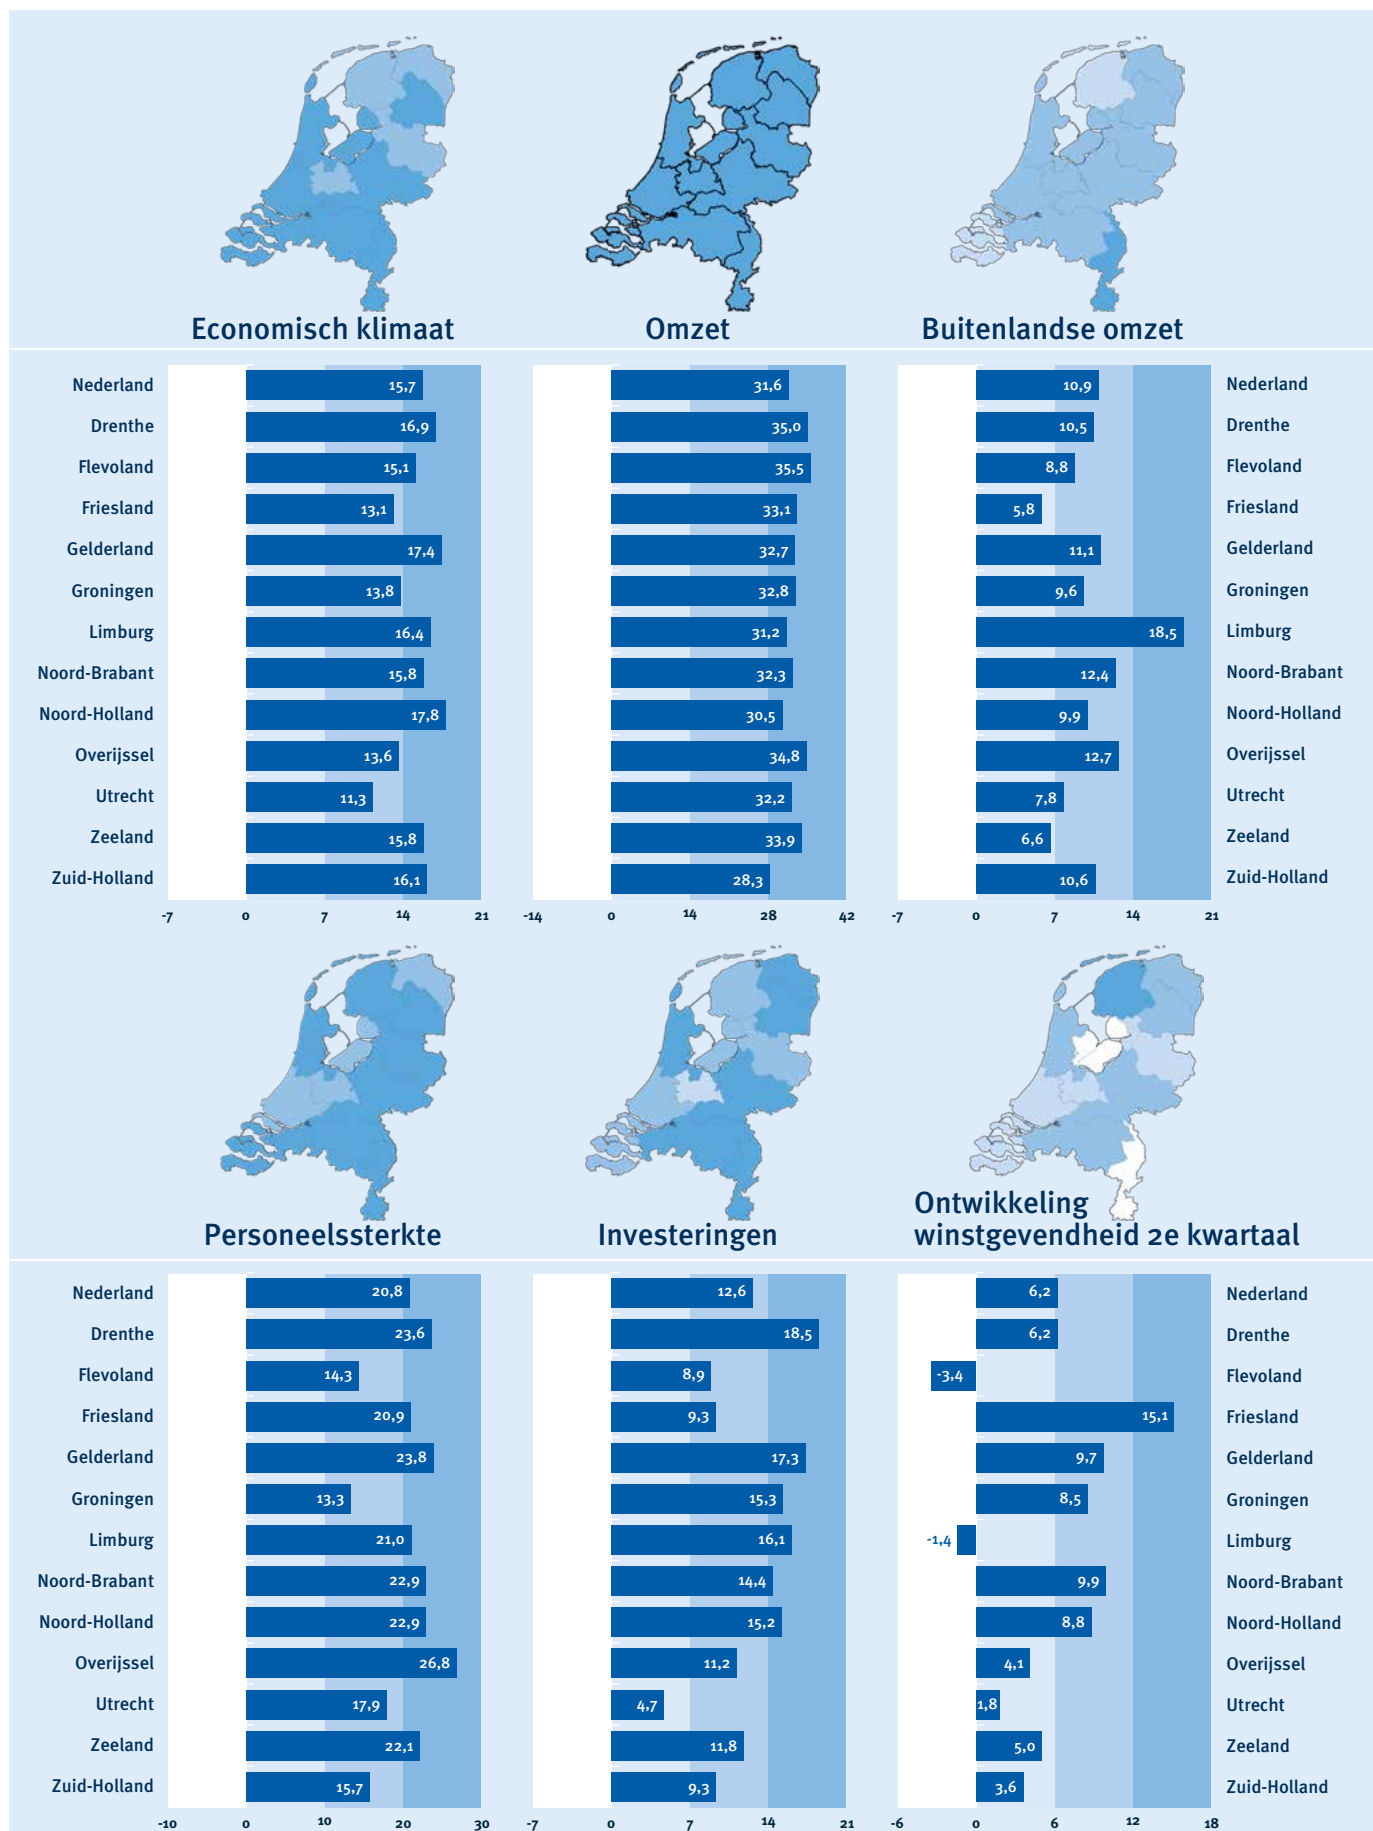 Economisch klimaat Omzet Buitenlandse omzet
Nederland 15,7 31,6 10,9 Nederland
Drenthe 16,9 35,0 10,5 Drenthe
Flevoland 15,1 35,5 8,8 Flevoland
Friesland 13,1 33,1 5,8 Friesland
Gelderland 17,4 32,7 11,1 Gelderland
Groningen 13,8 32,8 9,6 Groningen
Limburg 16,4 31,2 18,5 Limburg
Noord-Brabant 15,8 32,3 12,4 Noord-Brabant
Noord-Holland 17,8 30,5 9,9 Noord-Holland
Overijssel 13,6 34,8 12,7 Overijssel
Utrecht 11,3 32,2 7,8 Utrecht
Zeeland 15,8 33,9 6,6 Zeeland
Zuid-Holland 16,1 28,3 10,6 Zuid-Holland
-7 0 7 14 21 -14 0 14 28 42 -7 0 7 14 21
Ontwikkeling
Personeelssterkte Investeringen winstgevendheid 2e kwartaal
Nederland 20,8 12,6 6,2 Nederland
Drenthe 23,6 18,5 6,2 Drenthe
Flevoland 14,3 8,9 -3,4 Flevoland
Friesland 20,9 9,3 15,1 Friesland
Gelderland 23,8 17,3 9,7 Gelderland
Groningen 13,3 15,3 8,5 Groningen
Limburg 21,0 16,1 -1,4 Limburg
Noord-Brabant 22,9 14,4 9,9 Noord-Brabant
Noord-Holland 22,9 15,2 8,8 Noord-Holland
Overijssel 26,8 11,2 4,1 Overijssel
Utrecht 17,9 4,7 1,8 Utrecht
Zeeland 22,1 11,8 5,0 Zeeland
Zuid-Holland 15,7 9,3 3,6 Zuid-Holland
-10 0 10 20 30 -7 0 7 14 21 -6 0 6 12 18